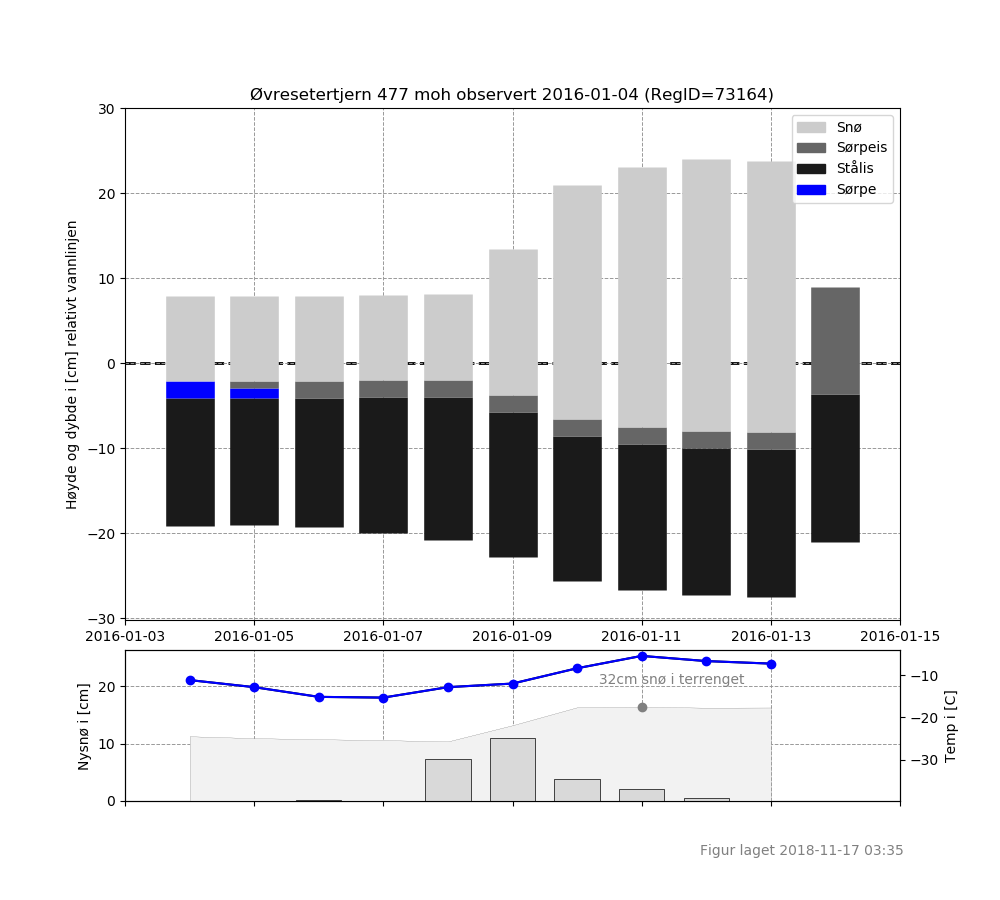 Øvresetertjern 477 moh observert 2016-01-04 (RegID=73164)
Høyde og dybde i [cm] relativt vannlinjen
30
20
10
0
−10
−20
−30
Snø
Sørpeis
Stålis
Sørpe
2016-01-03 2016-01-05 2016-01-07 2016-01-09 2016-01-11 2016-01-13 2016-01-15
Nysnø i [cm]
20
10
0
32cm snø i terrenget
−10
−20
−30
Temp i [C]
Figur laget 2018-11-17 03:35